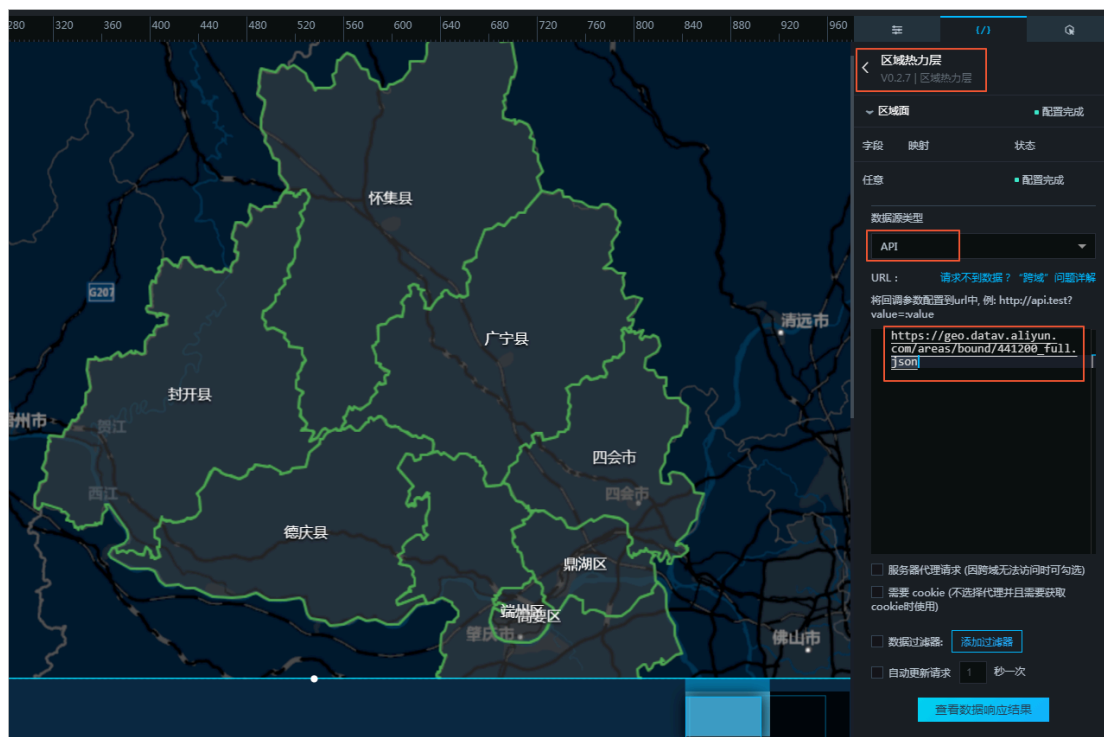 280 320 360 400 440 480 520 560 600 640 680 720 760 800 840 880 920 960
怀集县
G207
清远市
广宁县
封开县
梧州市
贺江
四会市
西江
四会市
德庆县
鼎湖区
端州区
高要区
肇庆市
佛山市
区域热力层
V0.2.7 | 区域热力层
区域面 配置完成
字段 映射 状态
任意 配置完成
数据源类型
API
URL : 请求不到数据? “跨域” 问题详解
将回调参数配置到url中, 例: http://api.test?
value=:value
https://geo.datav.aliyun.
com/areas/bound/441200_full.
json
服务器代理请求 (因跨域无法访问时可勾选)
需要 cookie (不选择代理并且需要获取
cookie时使用)
数据过滤器: 添加过滤器
自动更新请求 1 秒一次
查看数据响应结果